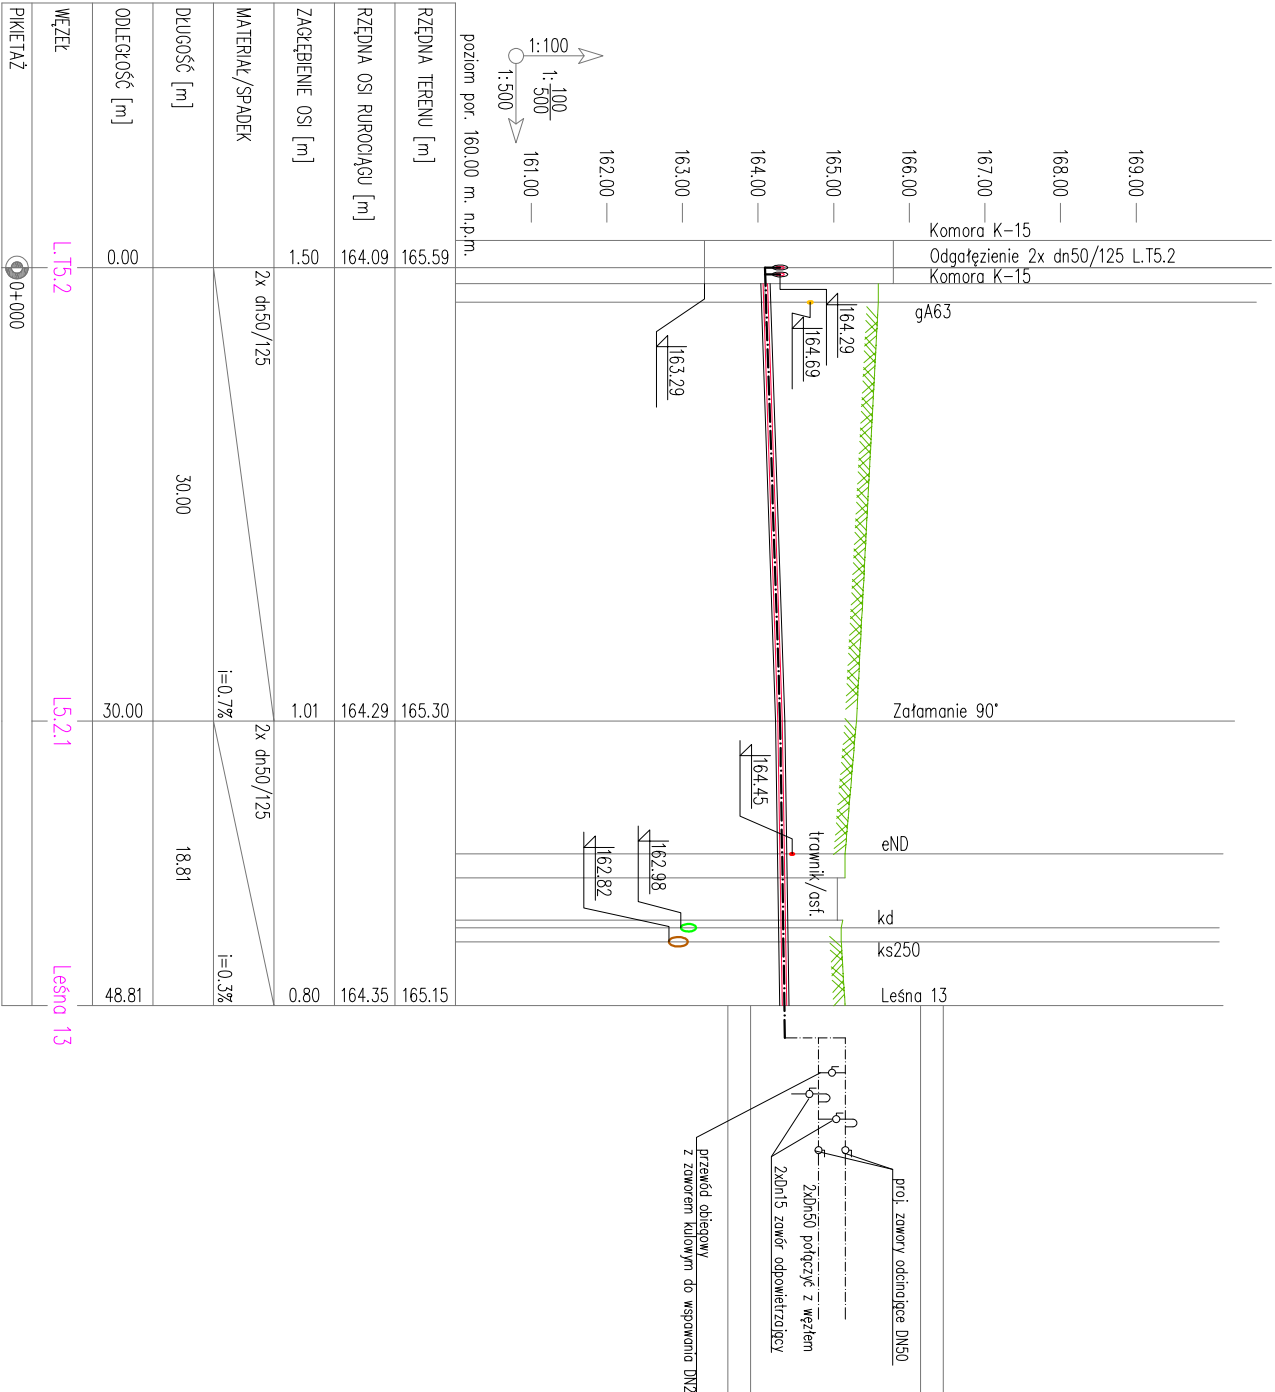 Komora K-15
Odgałęzienie 2x dn50/125 L.T5.2
Komora K-15
gA63
Załamanie 90°
eND
kd
ks250
Leśna 13
169.00
168.00
167.00
166.00
165.00
164.00
163.00
162.00
161.00
1:100
1: 100
500
1:500
poziom por. 160.00 m. n.p.m.
164.29
164.69
163.29
164.45
162.98
162.82
trawnik/asf.
proj. zawory odcinające DN50
2xDn50 połączyć z węzłem
2xDn15 zawór odpowietrzający
przewód obiegowy
z zaworem kulowym do wspawania DN2
RZĘDNA TERENU [m]
165.59
165.30
165.15
RZĘDNA OSI RUROCIĄGU [m]
164.09
164.29
164.35
ZAGŁĘBIENIE OSI [m]
1.50
1.01
0.80
MATERIAŁ/SPADEK
2x dn50/125
i=0.7%
2x dn50/125
i=0.3%
DŁUGOŚĆ [m]
30.00
18.81
ODLEGŁOŚĆ [m]
0.00
30.00
48.81
WĘZEŁ
L.T5.2
L5.2.1
Leśna 13
PIKIETAŻ
0+000